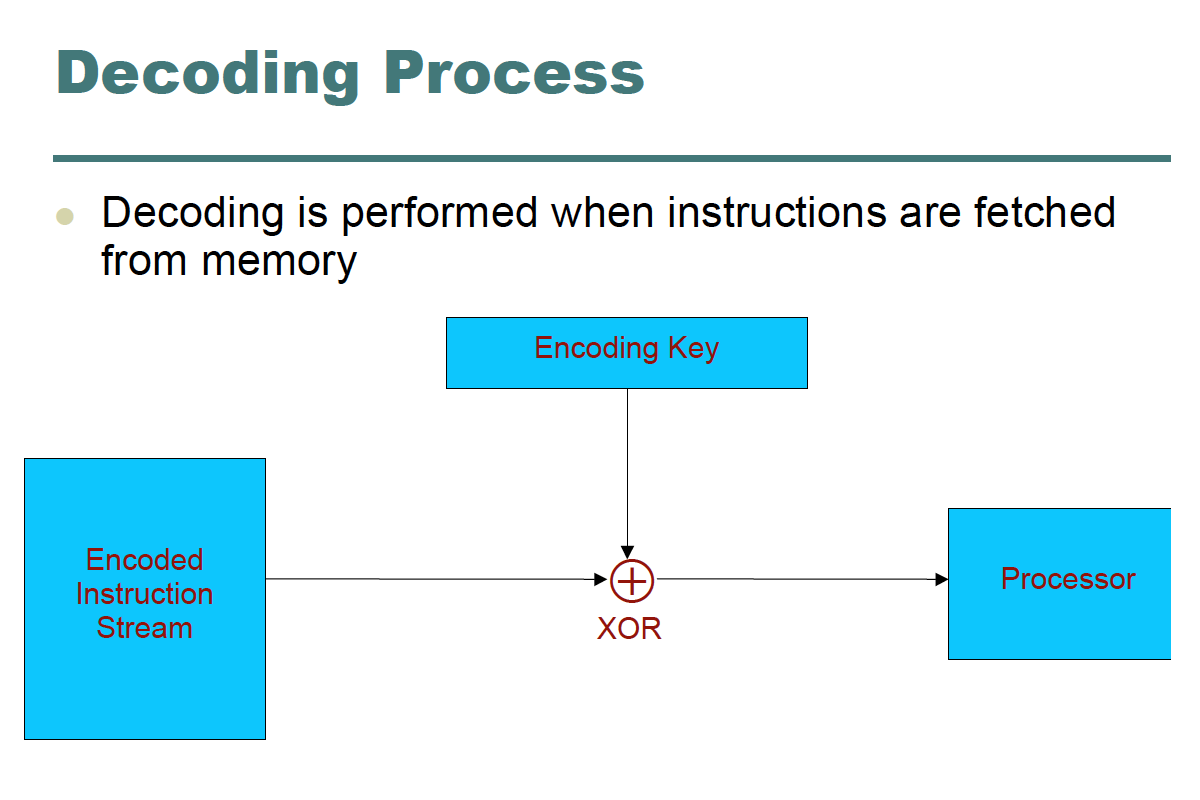 Decoding Process
Decoding is performed when instructions are fetched
from memory
Encoding Key
Encoded
Instruction
Stream
XOR
Processor